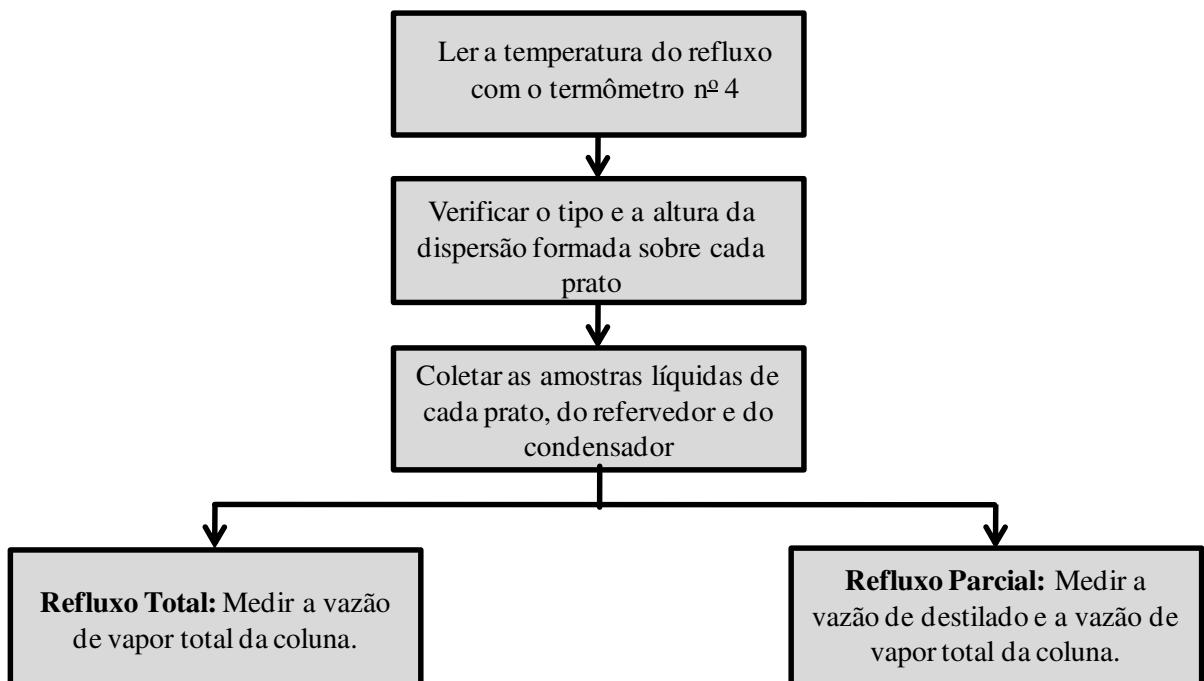 Ler a temperatura do refluxo
com o termômetro nº 4
Verificar o tipo e a altura da
dispersão formada sobre cada
prato
Coletar as amostras líquidas de
cada prato, do refervedor e do
condensador
Refluxo Total: Medir a vazão
de vapor total da coluna.
Refluxo Parcial: Medir a
vazão de destilado e a vazão de
vapor total da coluna.